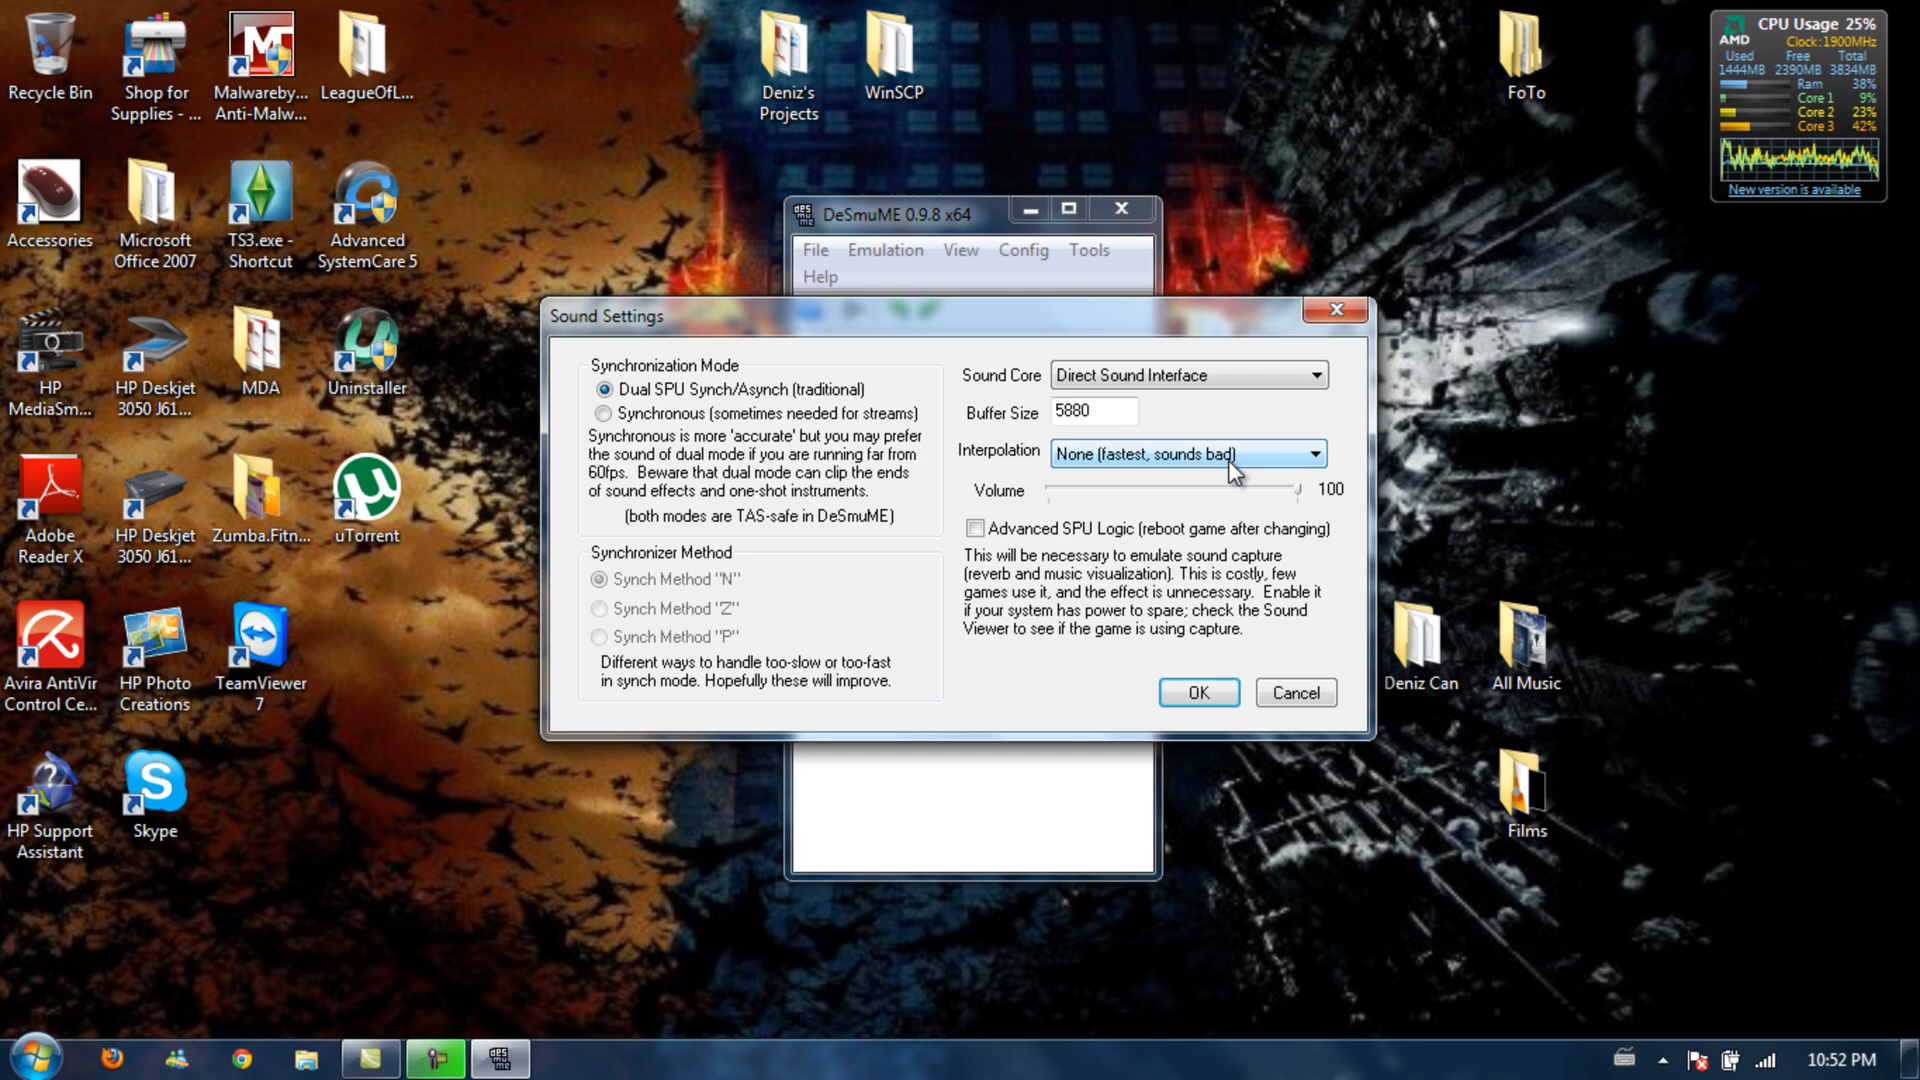 Recycle Bin
Shop for
Supplies - ...
Malwareby...
Anti-Malw...
LeagueOfL...
Deniz's
Projects
WinSCP
FoTo
AMD
CPU Usage 25%
Clock: 1900MHz
Used Free Total
1444MB 2390MB 3834MB
Ram 38%
Core 1 9%
Core 2 23%
Core 3 42%
New version is available
Accessories
Microsoft
Office 2007
TS3.exe -
Shortcut
Advanced
SystemCare 5
DeSmuME 0.9.8 x64
File Emulation View Config Tools
Help
HP
MediaSm...
HP Deskjet
3050 J61...
MDA
Uninstaller
Sound Settings
Synchronization Mode
Dual SPU Synch/Asynch (traditional)
Synchronous (sometimes needed for streams)
Synchronous is more 'accurate' but you may prefer
the sound of dual mode if you are running far from
60fps. Beware that dual mode can clip the ends
of sound effects and one-shot instruments.
(both modes are TAS-safe in DeSmuME)
Synchronizer Method
Synch Method "N"
Synch Method "Z"
Synch Method "P"
Different ways to handle too-slow or too-fast
in synch mode. Hopefully these will improve.
Sound Core Direct Sound Interface
Buffer Size 5880
Interpolation None (fastest, sounds bad)
Volume 100
Advanced SPU Logic (reboot game after changing)
This will be necessary to emulate sound capture
(reverb and music visualization). This is costly, few
games use it, and the effect is unnecessary. Enable it
if your system has power to spare; check the Sound
Viewer to see if the game is using capture.
OK Cancel
Adobe
Reader X
HP Deskjet
3050 J61...
Zumba.Fitn...
uTorrent
Avira AntiVir
Control Ce...
HP Photo
Creations
TeamViewer
7
Deniz Can
All Music
HP Support
Assistant
Skype
Films
des
mu
me
10:52 PM